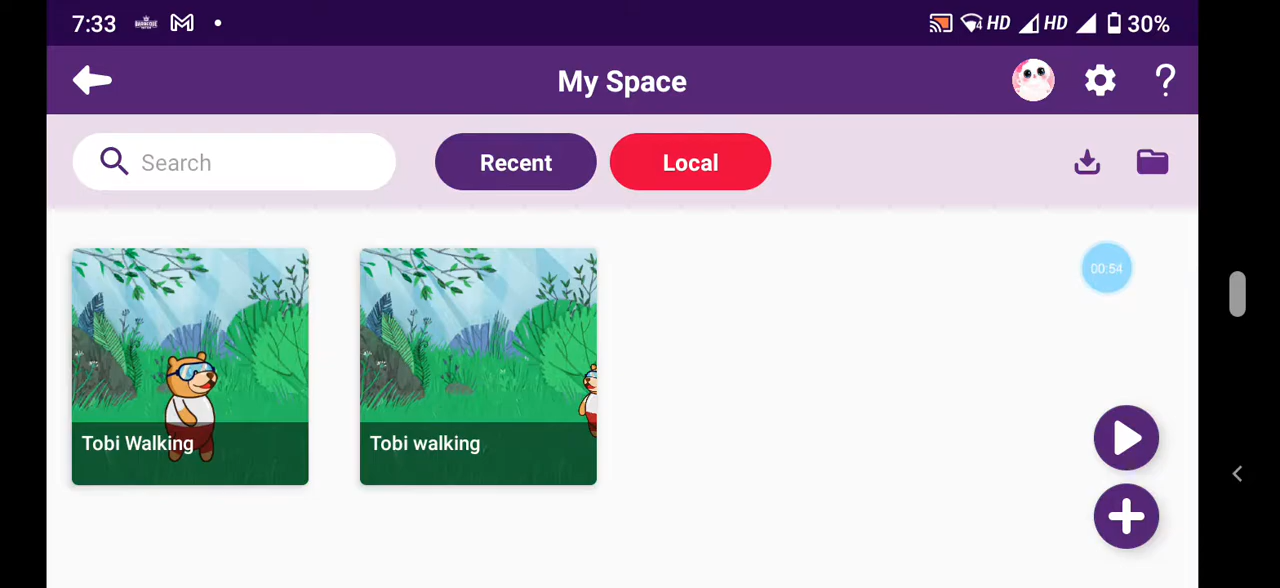 7:33 HD HD 30%
My Space
Search Recent Local
00:54
Tobi Walking Tobi walking